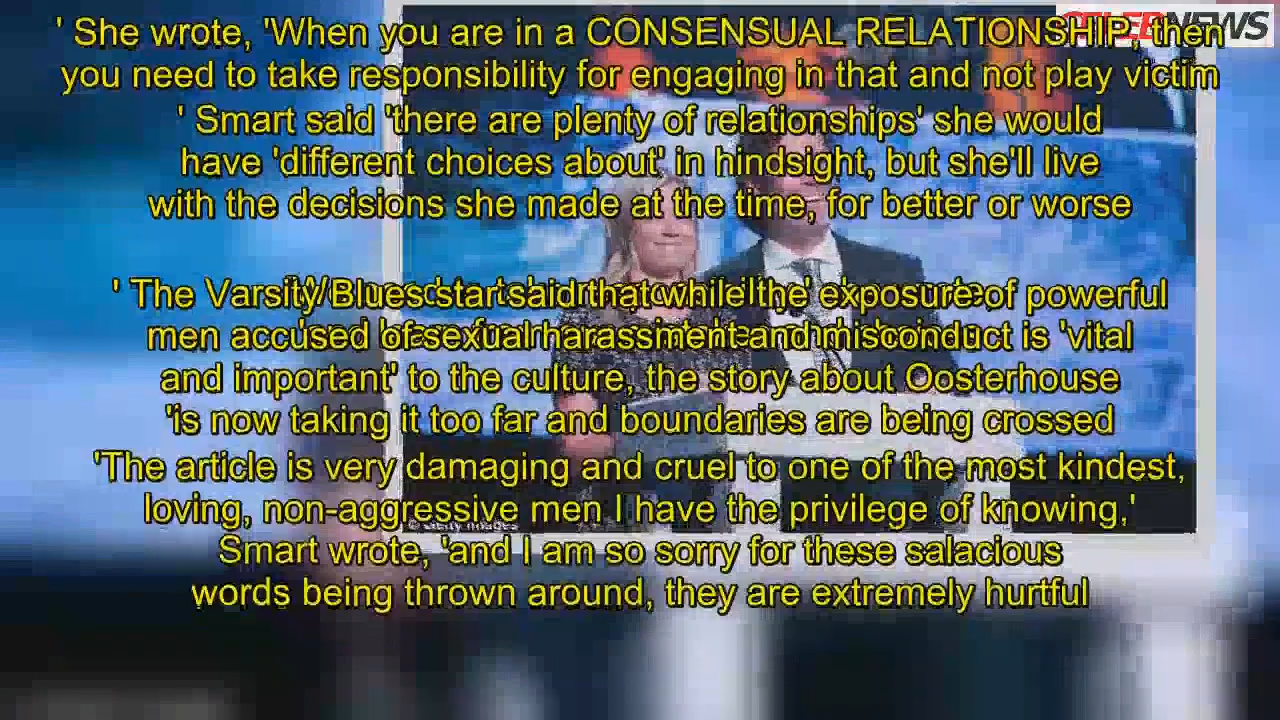 CELEBNEWS
' She wrote, 'When you are in a CONSENSUAL RELATIONSHIP, then
you need to take responsibility for engaging in that and not play victim
' Smart said 'there are plenty of relationships' she would
have 'different choices about' in hindsight, but she'll live
with the decisions she made at the time, for better or worse
' The Varsity Blues star said that while the exposure of powerful
men accused of sexual harassment and misconduct is 'vital
and important' to the culture, the story about Oosterhouse
'is now taking it too far and boundaries are being crossed
'The article is very damaging and cruel to one of the most kindest,
loving, non-aggressive men I have the privilege of knowing,'
© Getty Images
Smart wrote, 'and I am so sorry for these salacious
words being thrown around, they are extremely hurtful